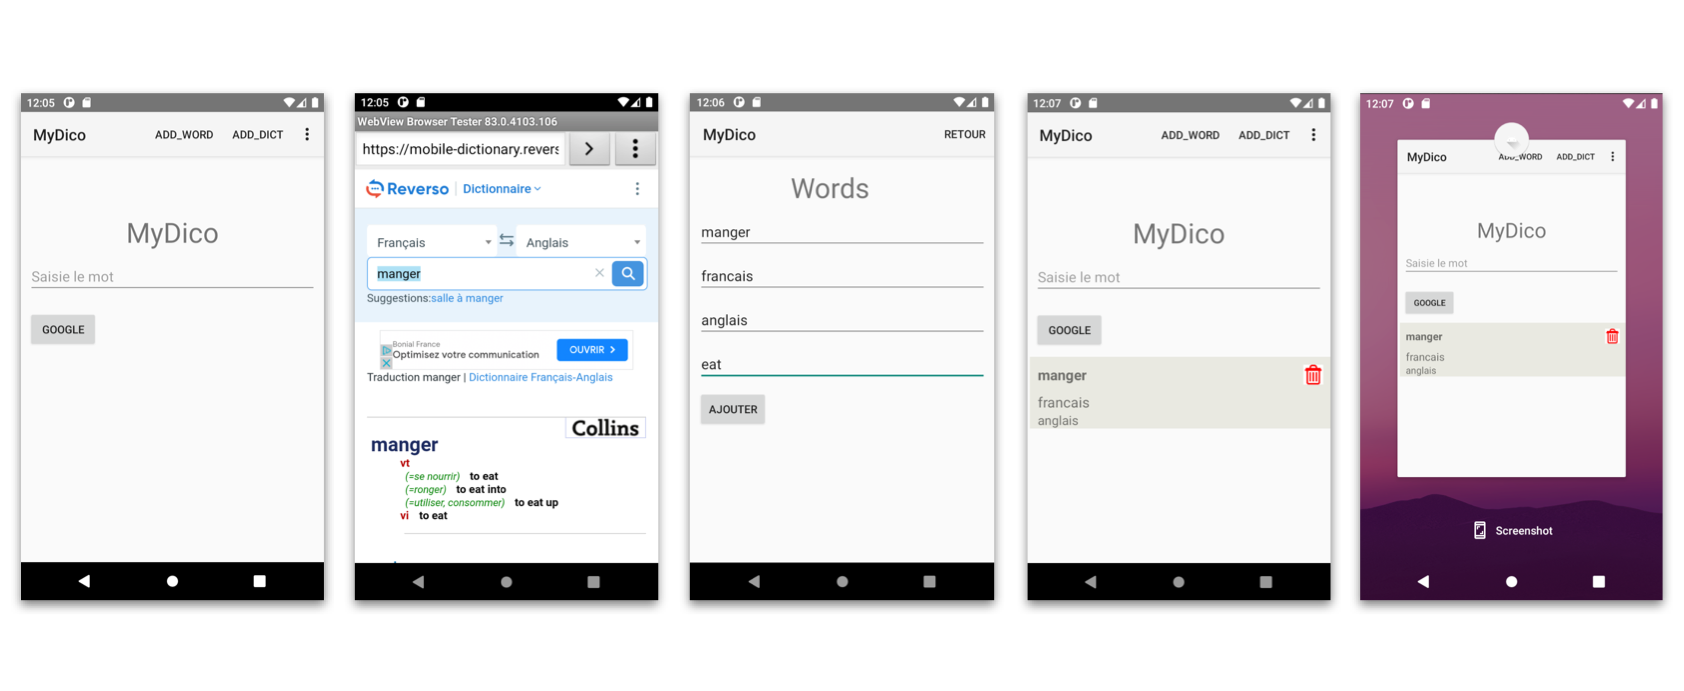 12:05
MyDico ADD_WORD ADD_DICT
MyDico
Saisie le mot
GOOGLE
12:05
WebView Browser Tester 83.0.4103.106
https://mobile-dictionary.revers
Reverso Dictionnaire
Français Anglais
manger
Suggestions:salle à manger
Bonial France
Optimisez votre communication
OUVRIR
Traduction manger | Dictionnaire Français-Anglais
Collins
manger
vt
(=se nourrir) to eat
(=ronger) to eat into
(=utiliser, consommer) to eat up
vi to eat
12:06
MyDico RETOUR
Words
manger
francais
anglais
eat
AJOUTER
12:07
MyDico ADD_WORD ADD_DICT
MyDico
Saisie le mot
GOOGLE
manger
francais
anglais
12:07
MyDico ADD_WORD ADD_DICT
MyDico
Saisie le mot
GOOGLE
manger
francais
anglais
Screenshot